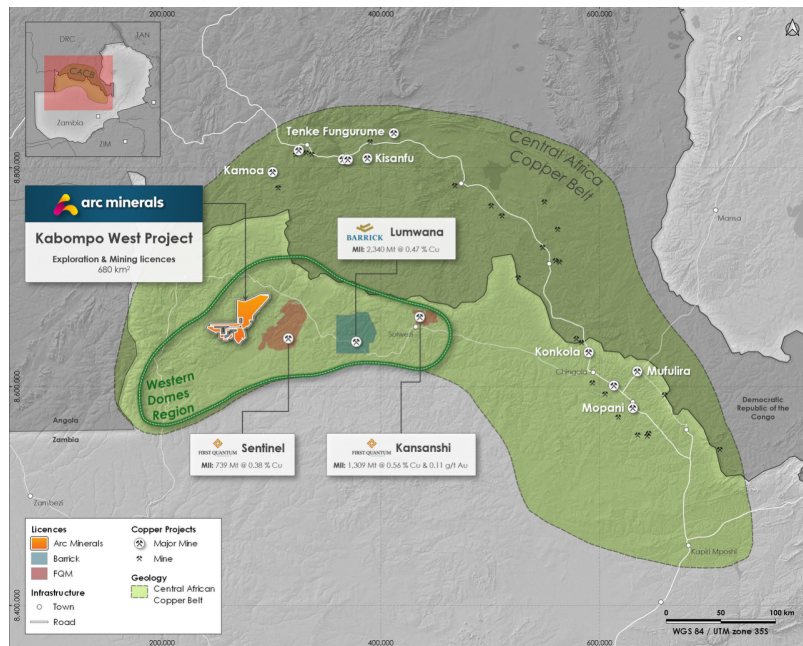 200,000
400,000
600,000
DRC
TAN
CACB
Zambia
ZIM
Tenke Fungurume
Kisanfu
Kamoa
Central Africa
Copper Belt
8,800,000
Mansa
arc minerals
Kabompo West Project
Exploration & Mining licences
680 km²
BARRICK
Lumwana
MII: 2,340 Mt @ 0.47 % Cu
Solwezi
Western
Domes
Region
Konkola
Chingola
Mufulira
Mopani
8,600,000
Democratic
Republic of the
Congo
Angola
Zambia
FIRST QUANTUM
Sentinel
MII: 739 Mt @ 0.38 % Cu
FIRST QUANTUM
Kansanshi
MII: 1,309 Mt @ 0.56 % Cu & 0.11 g/t Au
Zambezi
Kapiri Mposhi
Licences
Arc Minerals
Barrick
FQM
Infrastructure
Town
Road
Copper Projects
Major Mine
Mine
Geology
Central African
Copper Belt
8,400,000
0
50
100 km
WGS 84 / UTM zone 35S
200,000
400,000
600,000